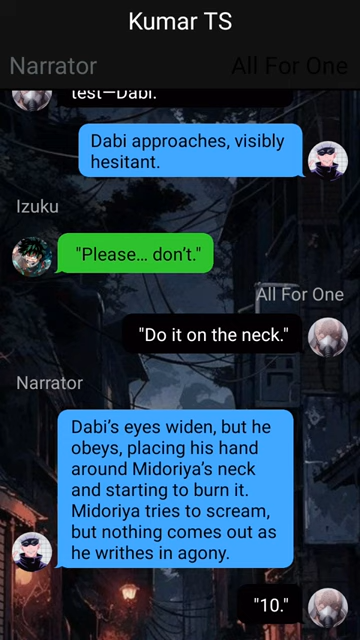 Kumar TS
Narrator
All For One
test—Dabi.
Dabi approaches, visibly
hesitant.
Izuku
"Please… don't."
All For One
"Do it on the neck."
Narrator
Dabi’s eyes widen, but he
obeys, placing his hand
around Midoriya’s neck
and starting to burn it.
Midoriya tries to scream,
but nothing comes out as
he writhes in agony.
"10."